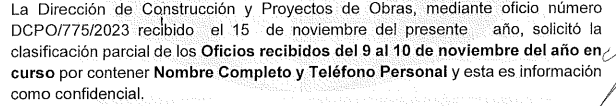 La Dirección de Construcción y Proyectos de Obras, mediante oficio número
DCPO/775/2023 recibido el 15 de noviembre del presente año, solicitó la
clasificación parcial de los Oficios recibidos del 9 al 10 de noviembre del año en
curso por contener Nombre Completo y Teléfono Personal y esta es información
como confidencial.